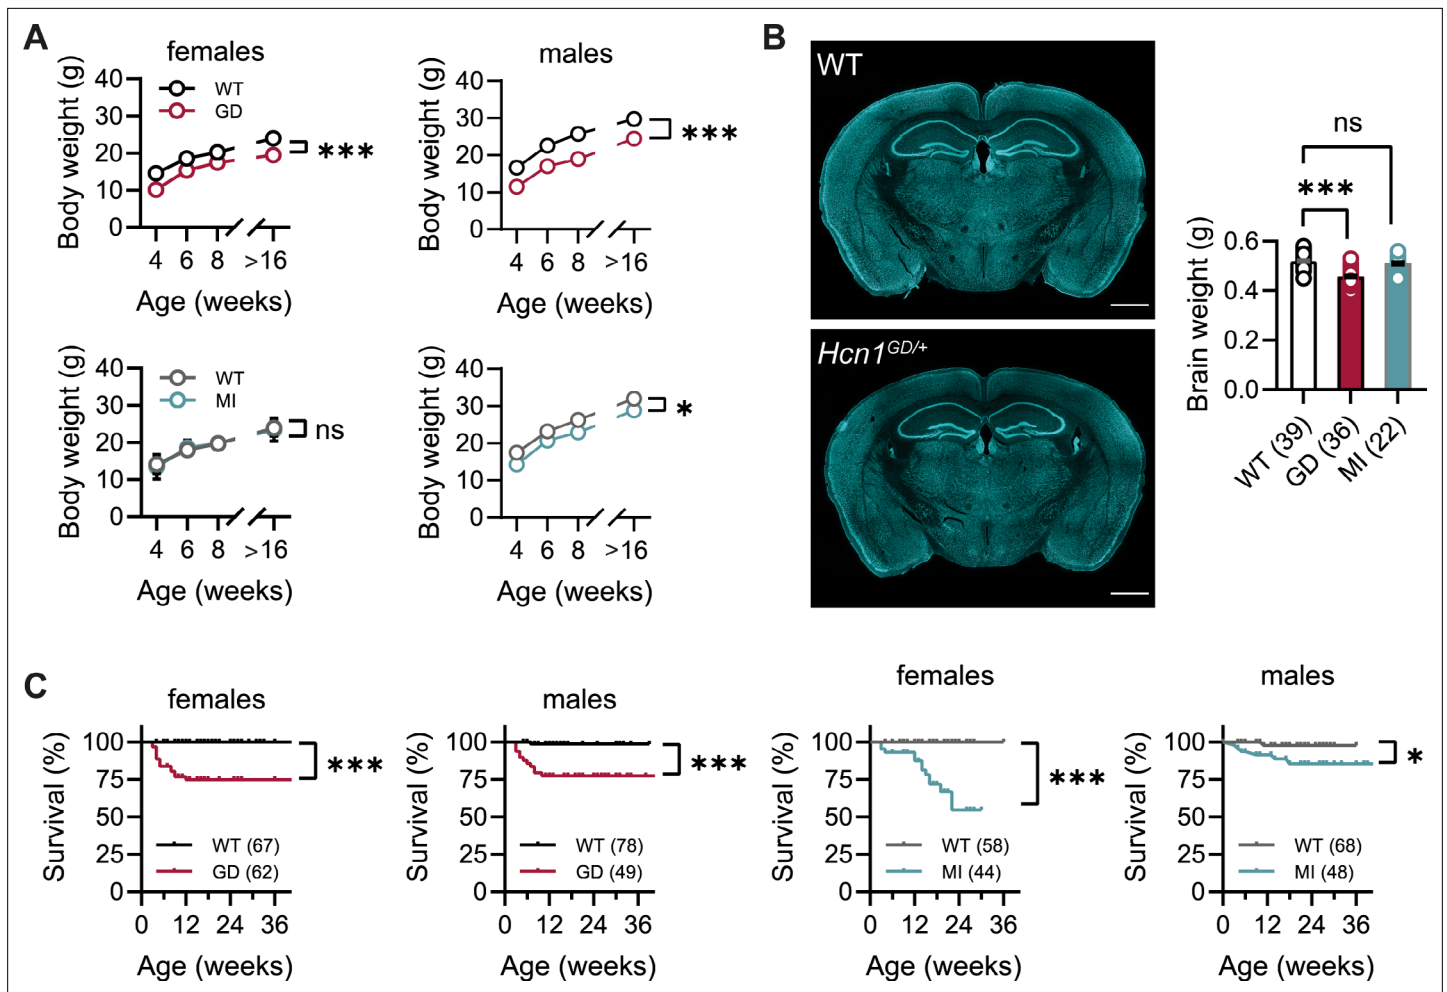 A
females
Body weight (g)
40
30
20
10
0
WT
GD
***
4 6 8 >16
Age (weeks)
males
Body weight (g)
40
30
20
10
0
***
4 6 8 >16
Age (weeks)
Body weight (g)
40
30
20
10
0
WT
MI
ns
4 6 8 >16
Age (weeks)
Body weight (g)
40
30
20
10
0
*
4 6 8 >16
Age (weeks)
B
WT
Hcn1GD/+
ns
***
Brain weight (g)
0.6
0.4
0.2
0.0
WT (39)
GD (36)
MI (22)
C
females
Survival (%)
100
75
50
25
0
***
WT (67)
GD (62)
0 12 24 36
Age (weeks)
males
Survival (%)
100
75
50
25
0
***
WT (78)
GD (49)
0 12 24 36
Age (weeks)
females
Survival (%)
100
75
50
25
0
***
WT (58)
MI (44)
0 12 24 36
Age (weeks)
males
Survival (%)
100
75
50
25
0
*
WT (68)
MI (48)
0 12 24 36
Age (weeks)